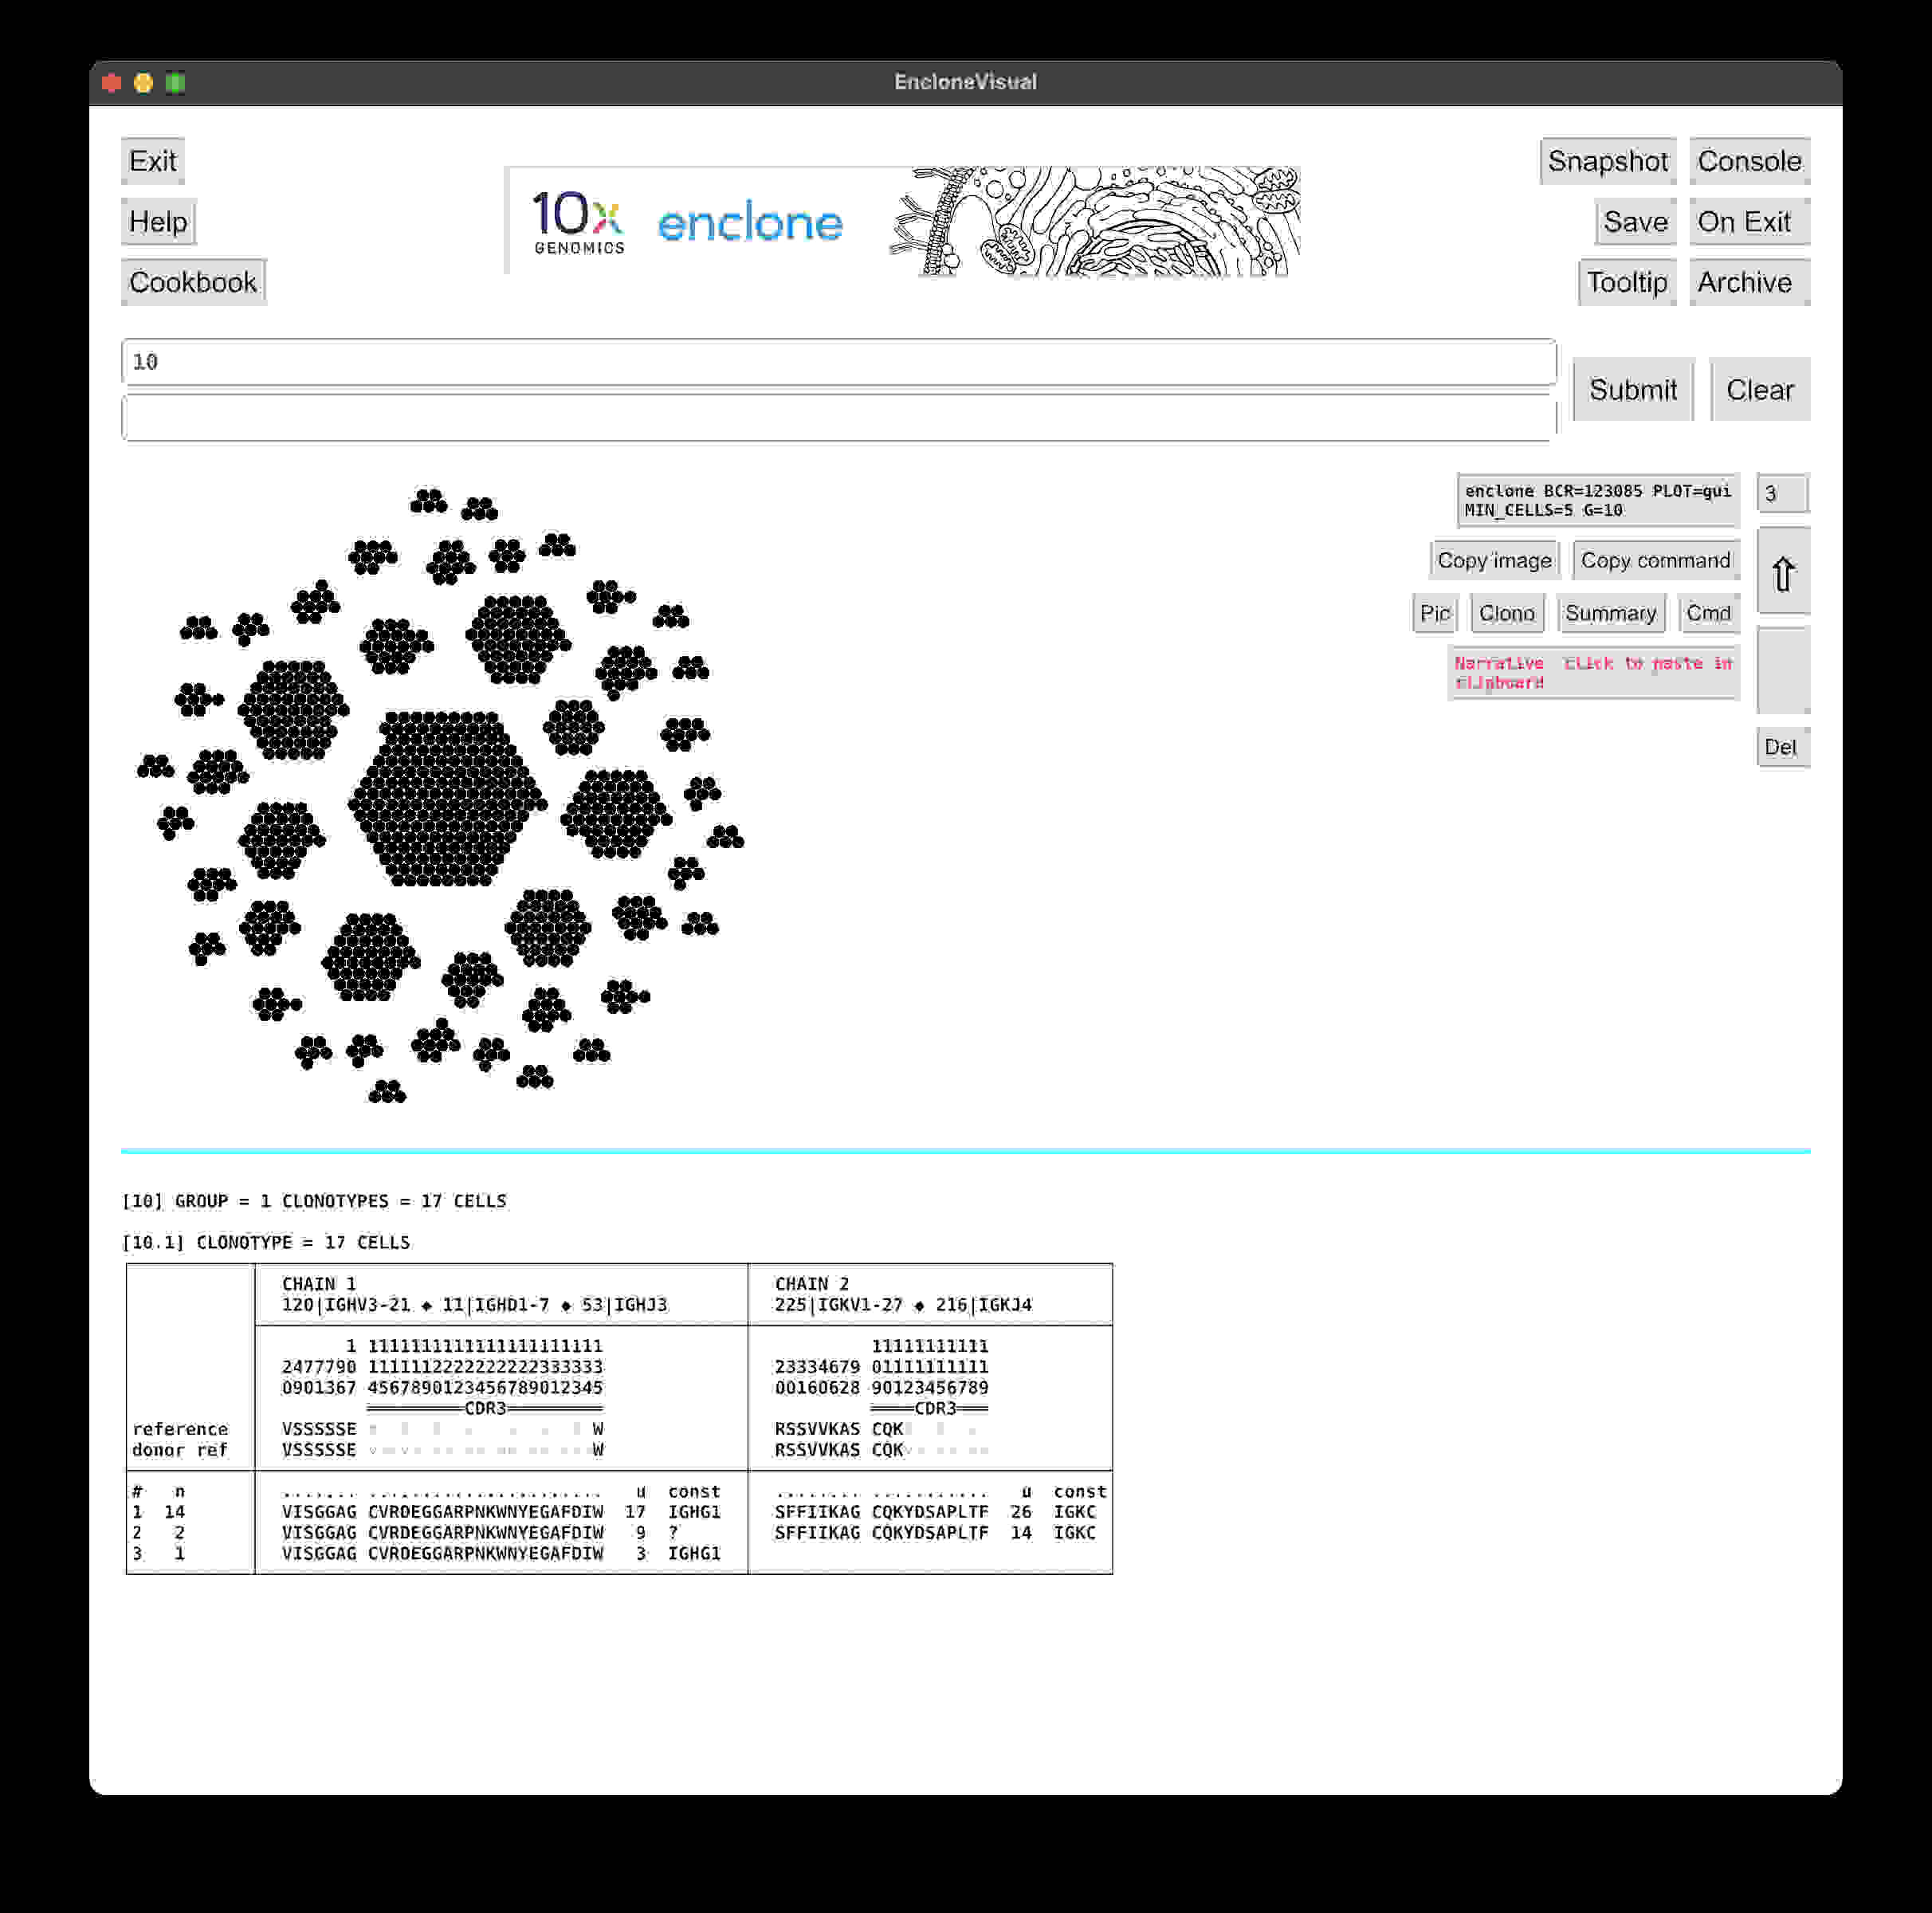 EncloneVisual
Exit
Help
Cookbook
10x
GENOMICS
enclone
Snapshot
Console
Save
On Exit
Tooltip
Archive
10
Submit
Clear
enclone BCR=123085 PLOT=gui
MIN_CELLS=5 G=10
3
Copy image
Copy command
⇧
Pic
Clono
Summary
Cmd
Narrative  Click to paste in
clipboard
Del
[10] GROUP = 1 CLONOTYPES = 17 CELLS
[10.1] CLONOTYPE = 17 CELLS
CHAIN 1 CHAIN 2
120|IGHV3-21 ◆ 11|IGHD1-7 ◆ 53|IGHJ3 225|IGKV1-27 ◆ 216|IGKJ4
1 1111111111111111111111 11111111111
2477790 1111112222222222333333 23334679 01111111111
0901367 4567890123456789012345 00160628 90123456789
CDR3 CDR3
reference VSSSSSE W RSSVVKAS CQK
donor ref VSSSSSE W RSSVVKAS CQK
# n ....... ...................... u const ........ ........... u const
1 14 VISGGAG CVRDEGGARPNKWNYEGAFDIW 17 IGHG1 SFFIIKAG CQKYDSAPLTF 26 IGKC
2 2 VISGGAG CVRDEGGARPNKWNYEGAFDIW 9 ? SFFIIKAG CQKYDSAPLTF 14 IGKC
3 1 VISGGAG CVRDEGGARPNKWNYEGAFDIW 3 IGHG1